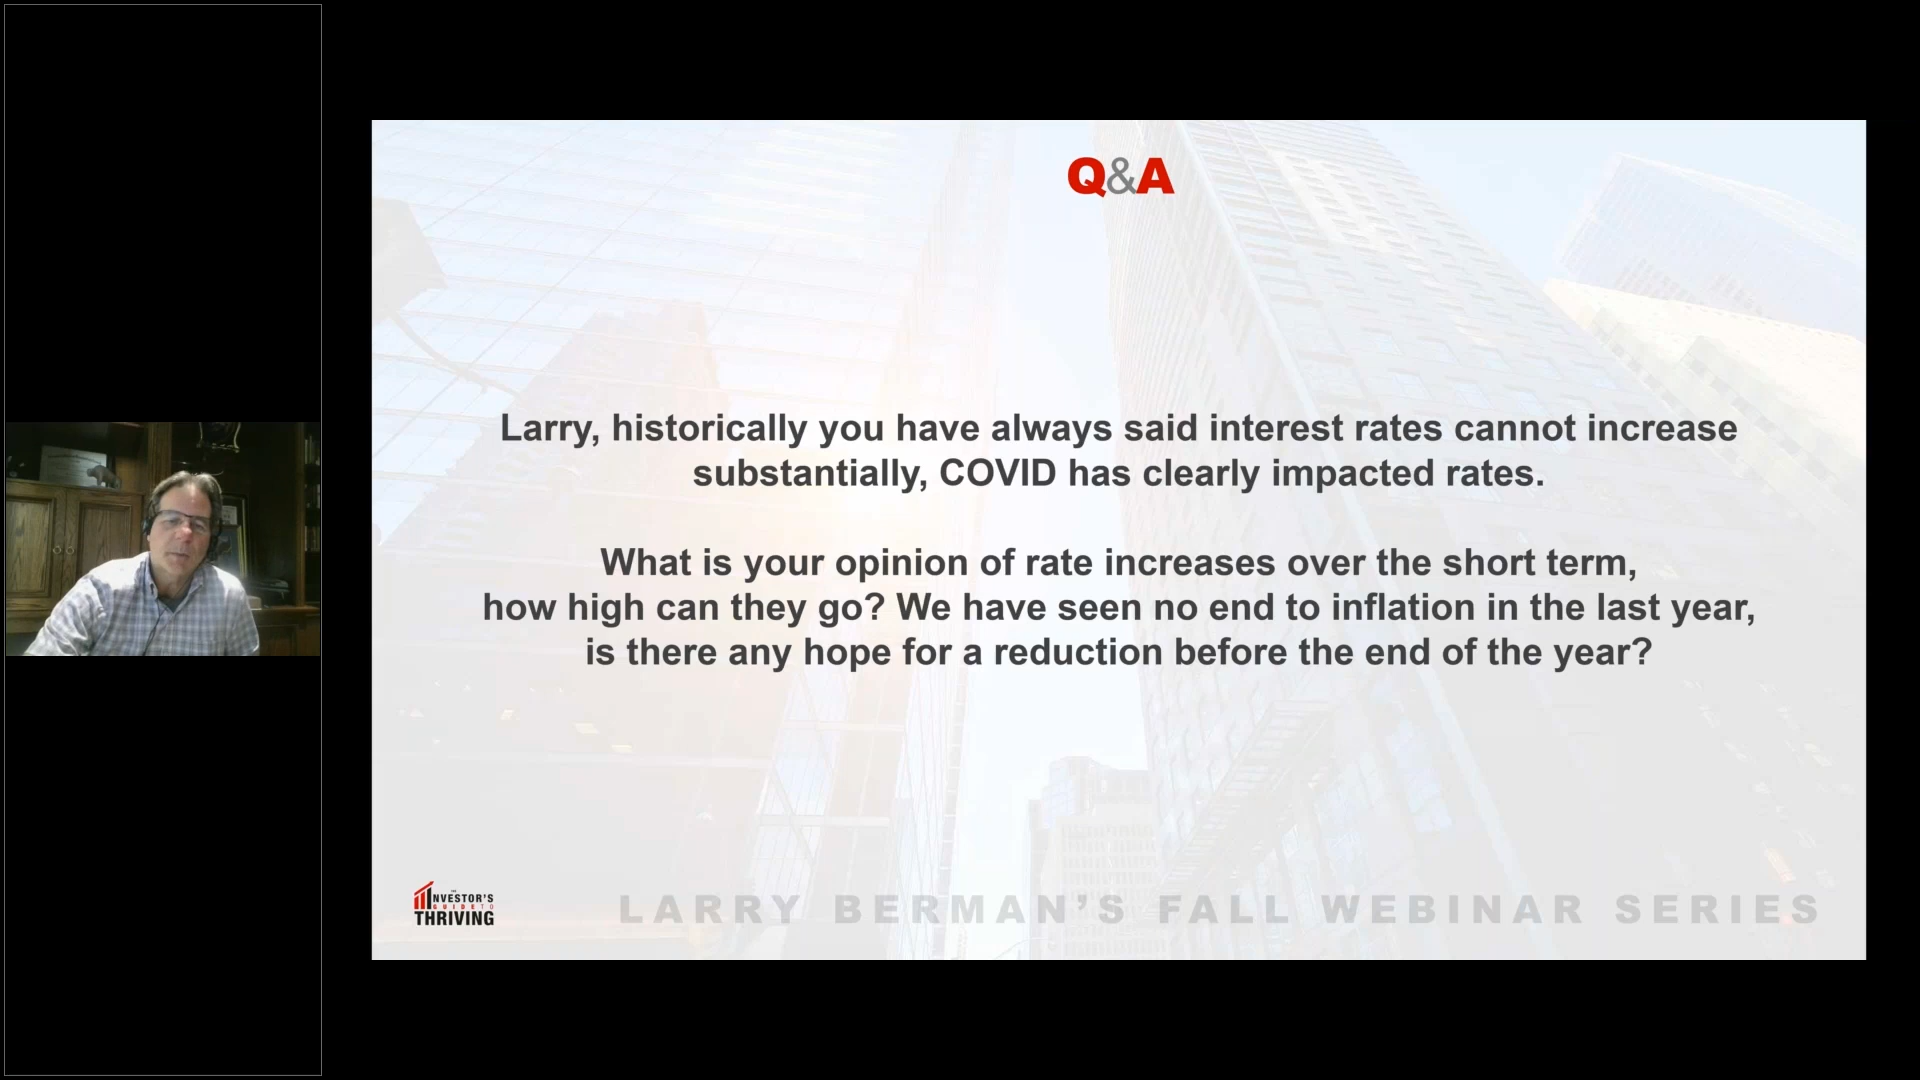 Q&A
Larry, historically you have always said interest rates cannot increase
substantially, COVID has clearly impacted rates.
What is your opinion of rate increases over the short term,
how high can they go? We have seen no end to inflation in the last year,
is there any hope for a reduction before the end of the year?
THE
INVESTOR'S
GUIDE TO
THRIVING
LARRY BERMAN’S FALL WEBINAR SERIES